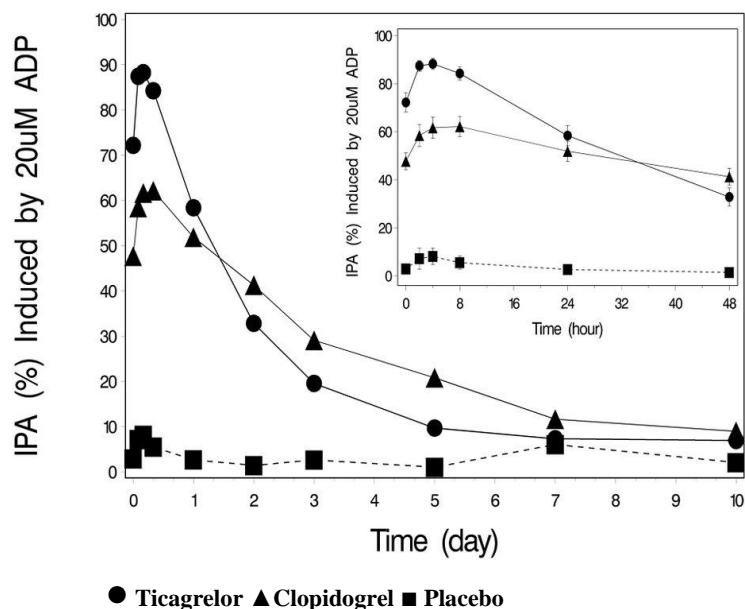 IPA (%) Induced by 20uM ADP
100
90
80
70
60
50
40
30
20
10
0
0 1 2 3 4 5 6 7 8 9 10
Time (day)
IPA (%) Induced by 20uM ADP
100
80
60
40
20
0
0 8 16 24 32 40 48
Time (hour)
Ticagrelor Clopidogrel Placebo